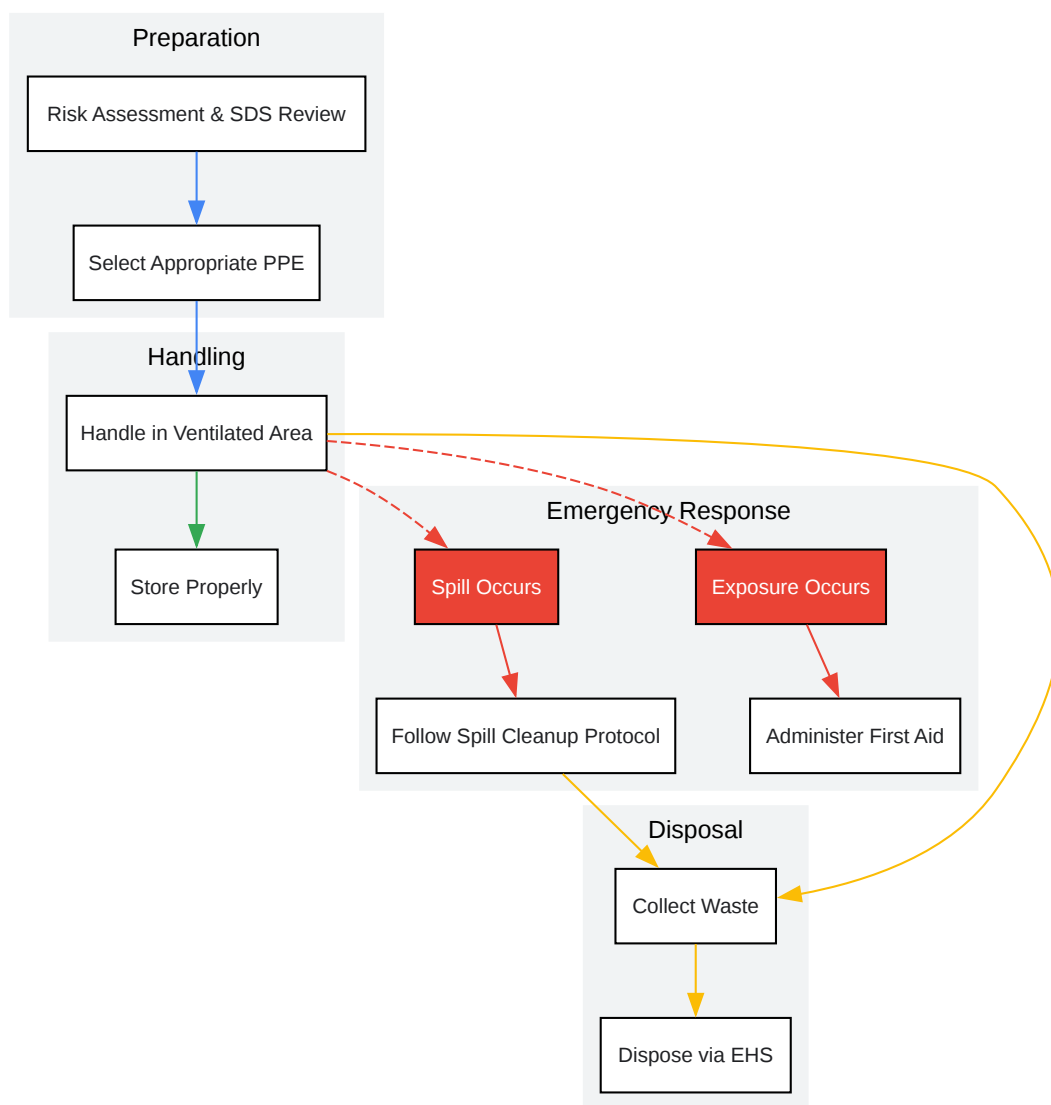 Preparation
Risk Assessment & SDS Review
Select Appropriate PPE
Handling
Handle in Ventilated Area
Store Properly
Emergency Response
Spill Occurs
Exposure Occurs
Follow Spill Cleanup Protocol
Administer First Aid
Disposal
Collect Waste
Dispose via EHS